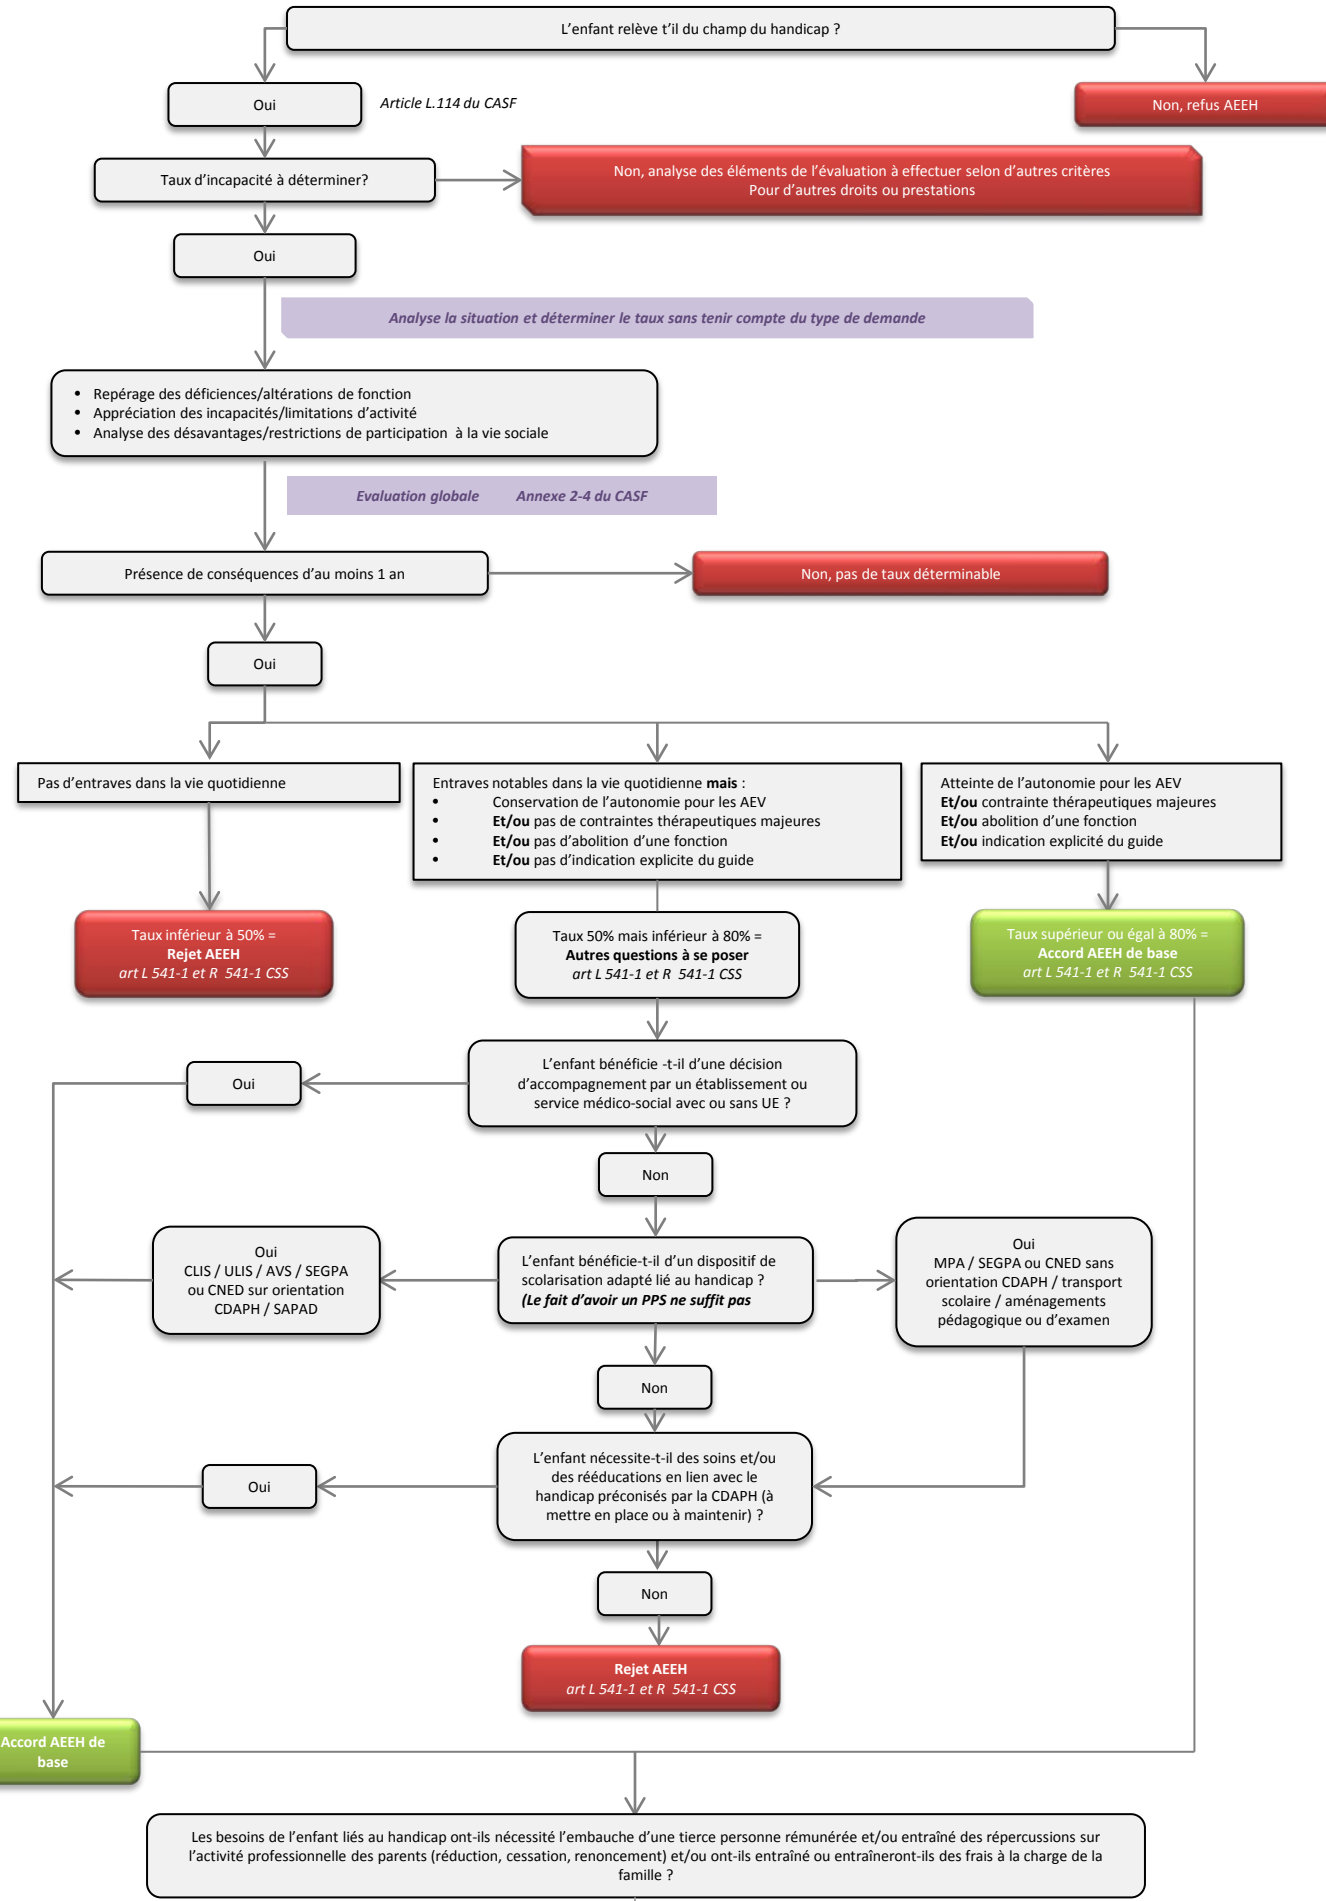 L'enfant relève t'il du champ du handicap ?
Oui
Article L.114 du CASF
Non, refus AEEH
Taux d'incapacité à déterminer?
Non, analyse des éléments de l'évaluation à effectuer selon d'autres critères
Pour d'autres droits ou prestations
Oui
Analyse la situation et déterminer le taux sans tenir compte du type de demande
• Repérage des déficiences/altérations de fonction
• Appréciation des incapacités/limitations d'activité
• Analyse des désavantages/restrictions de participation à la vie sociale
Evaluation globale Annexe 2-4 du CASF
Présence de conséquences d'au moins 1 an
Non, pas de taux déterminable
Oui
Pas d'entraves dans la vie quotidienne
Entraves notables dans la vie quotidienne mais :
• Conservation de l'autonomie pour les AEV
• Et/ou pas de contraintes thérapeutiques majeures
• Et/ou pas d'abolition d'une fonction
• Et/ou pas d'indication explicite du guide
Atteinte de l'autonomie pour les AEV
Et/ou contrainte thérapeutiques majeures
Et/ou abolition d'une fonction
Et/ou indication explicité du guide
Taux inférieur à 50% =
Rejet AEEH
art L 541-1 et R 541-1 CSS
Taux 50% mais inférieur à 80% =
Autres questions à se poser
art L 541-1 et R 541-1 CSS
Taux supérieur ou égal à 80% =
Accord AEEH de base
art L 541-1 et R 541-1 CSS
L'enfant bénéficie -t-il d'une décision
d'accompagnement par un établissement ou
service médico-social avec ou sans UE ?
Oui
Non
Oui
CLIS / ULIS / AVS / SEGPA
ou CNED sur orientation
CDAPH / SAPAD
L'enfant bénéficie-t-il d'un dispositif de
scolarisation adapté lié au handicap ?
(Le fait d'avoir un PPS ne suffit pas
Oui
MPA / SEGPA ou CNED sans
orientation CDAPH / transport
scolaire / aménagements
pédagogique ou d'examen
Non
L'enfant nécessite-t-il des soins et/ou
des rééducations en lien avec le
handicap préconisés par la CDAPH (à
mettre en place ou à maintenir) ?
Oui
Non
Rejet AEEH
art L 541-1 et R 541-1 CSS
Accord AEEH de
base
Les besoins de l'enfant liés au handicap ont-ils nécessité l'embauche d'une tierce personne rémunérée et/ou entraîné des répercussions sur
l'activité professionnelle des parents (réduction, cessation, renoncement) et/ou ont-ils entraîné ou entraîneront-ils des frais à la charge de la
famille ?